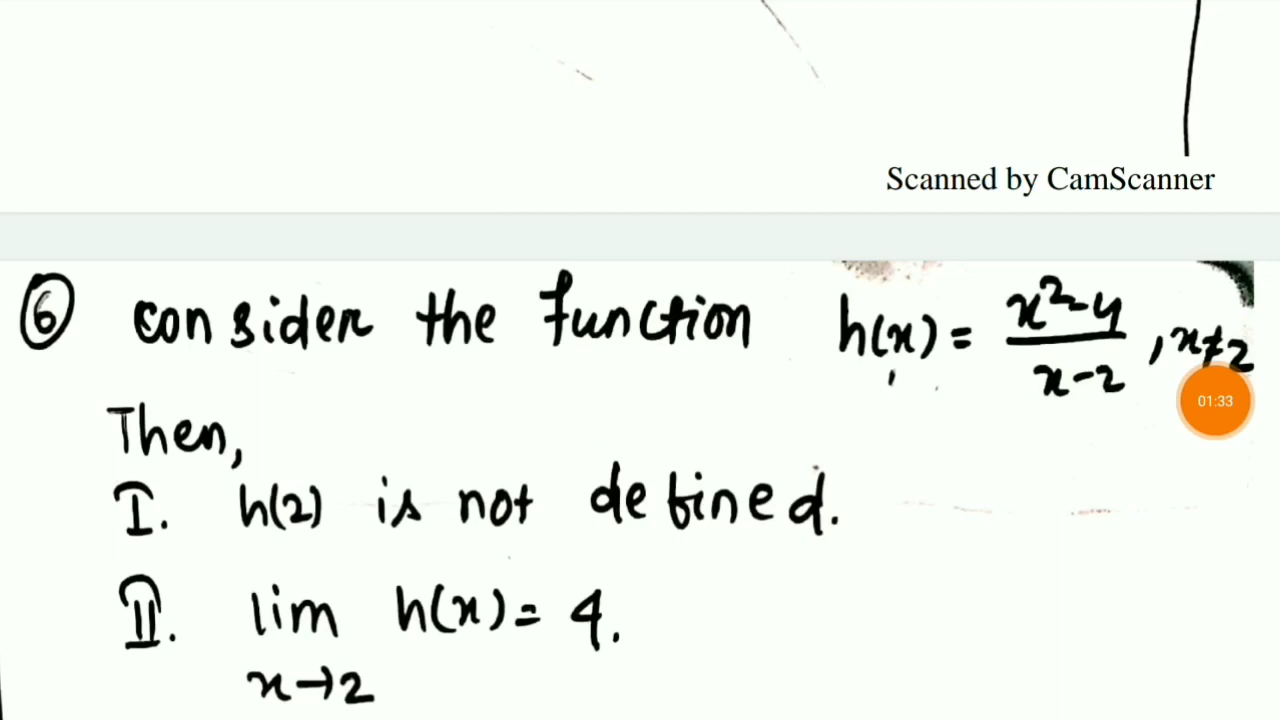 Scanned by CamScanner
⑥ consider the function h(x) = x²-4 / x-2 , x≠2
01:33
Then,
I. h(2) is not defined.
II. lim h(x) = 4.
x→2